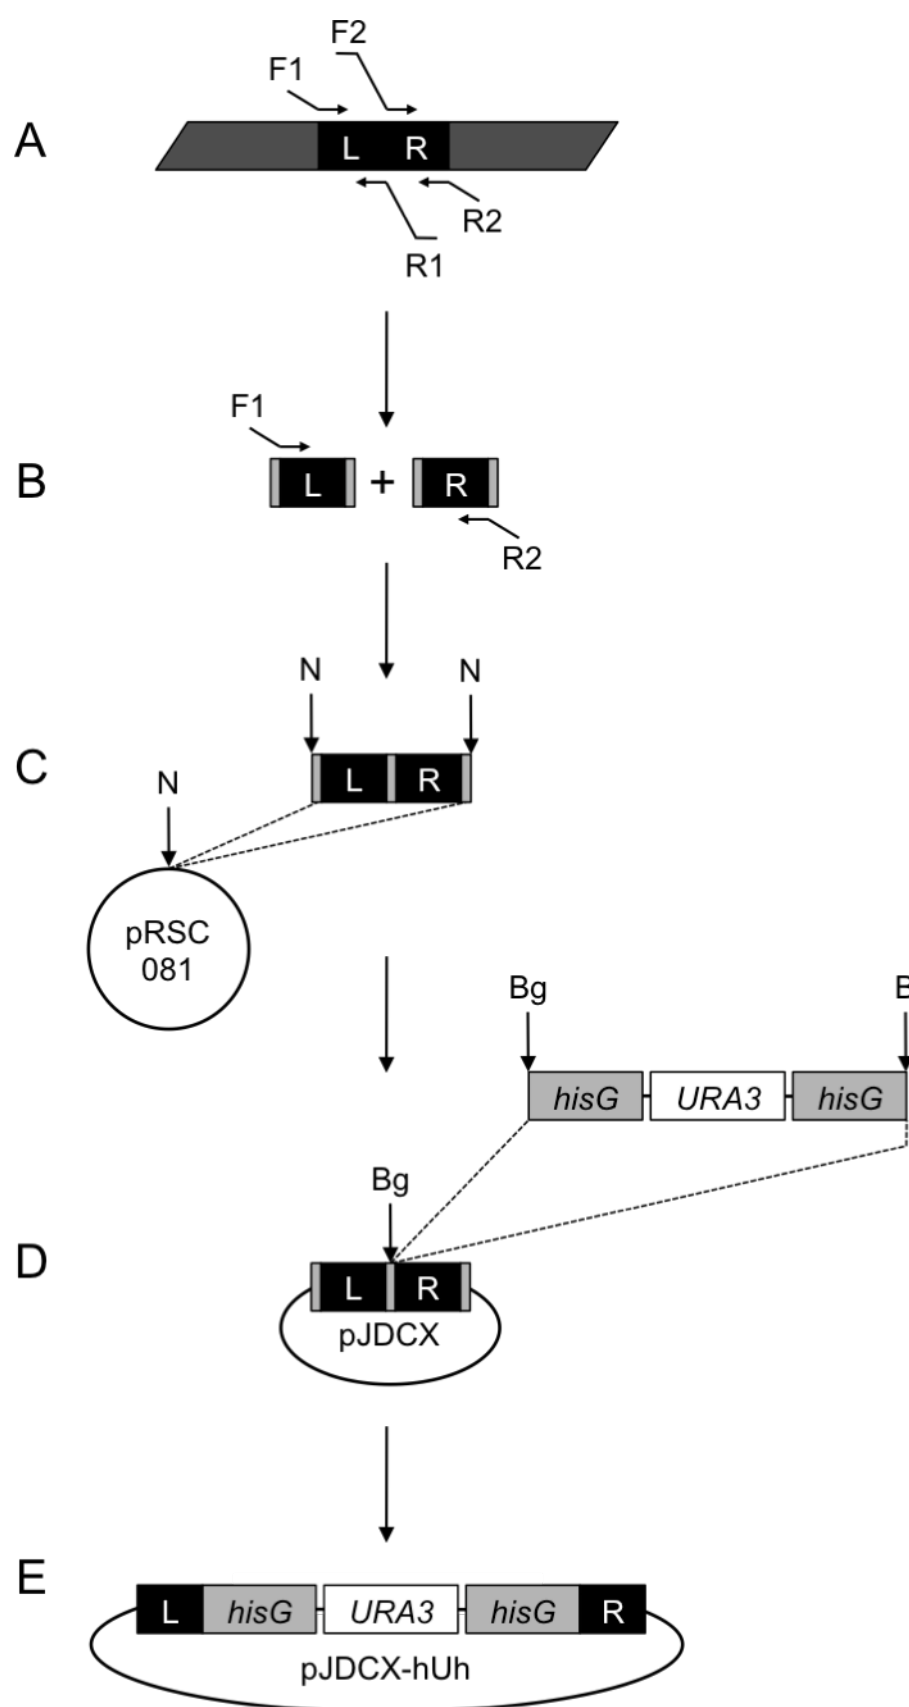 F2
F1
A
L R
R2
R1
F1
B
L + R
R2
N N
C
L R
N
pRSC
081
Bg
hisG URA3 hisG
Bg
D
L R
pJDCX
E
L hisG URA3 hisG R
pJDCX-hUh